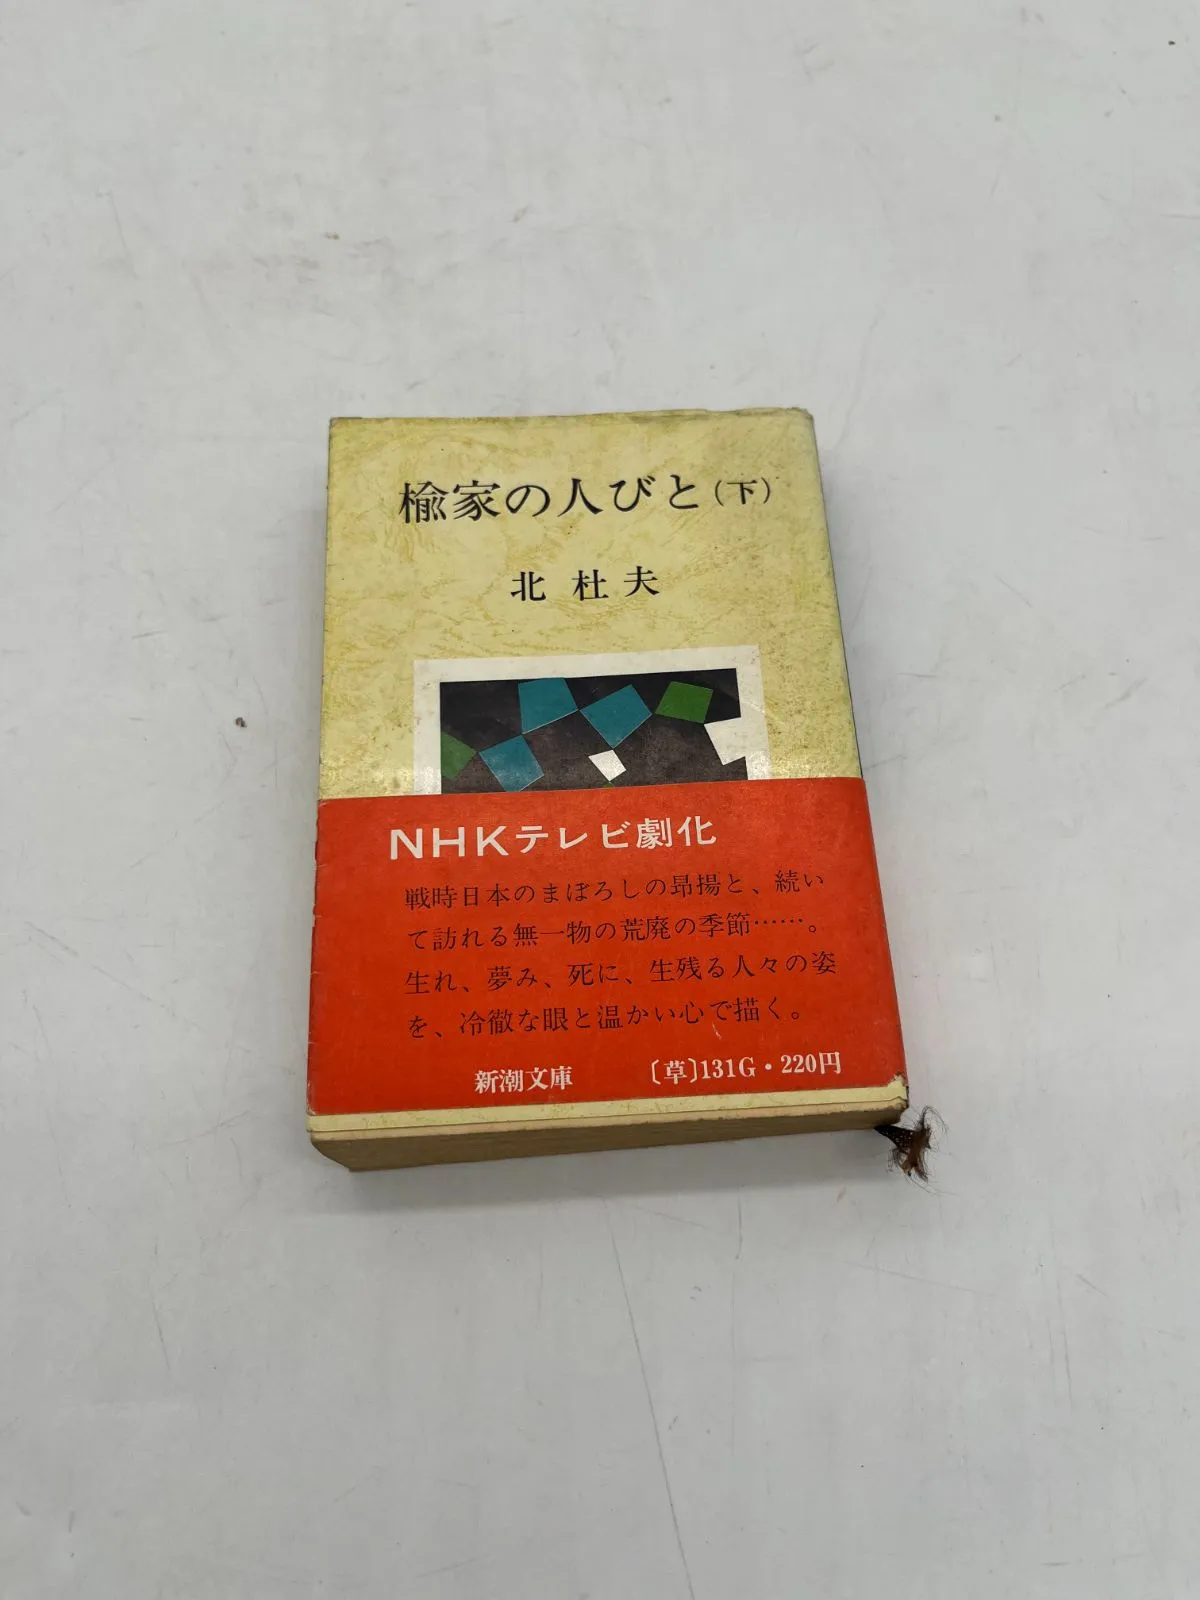 楡家の人びと(下)
北 杜夫
NHKテレビ劇化
戦時日本のまぼろしの昂揚と、続い
て訪れる無一物の荒廃の季節……。
生れ、夢み、死に、生残る人々の姿
を、冷徹な眼と温かい心で描く。
新潮文庫 〔草〕131G・220円